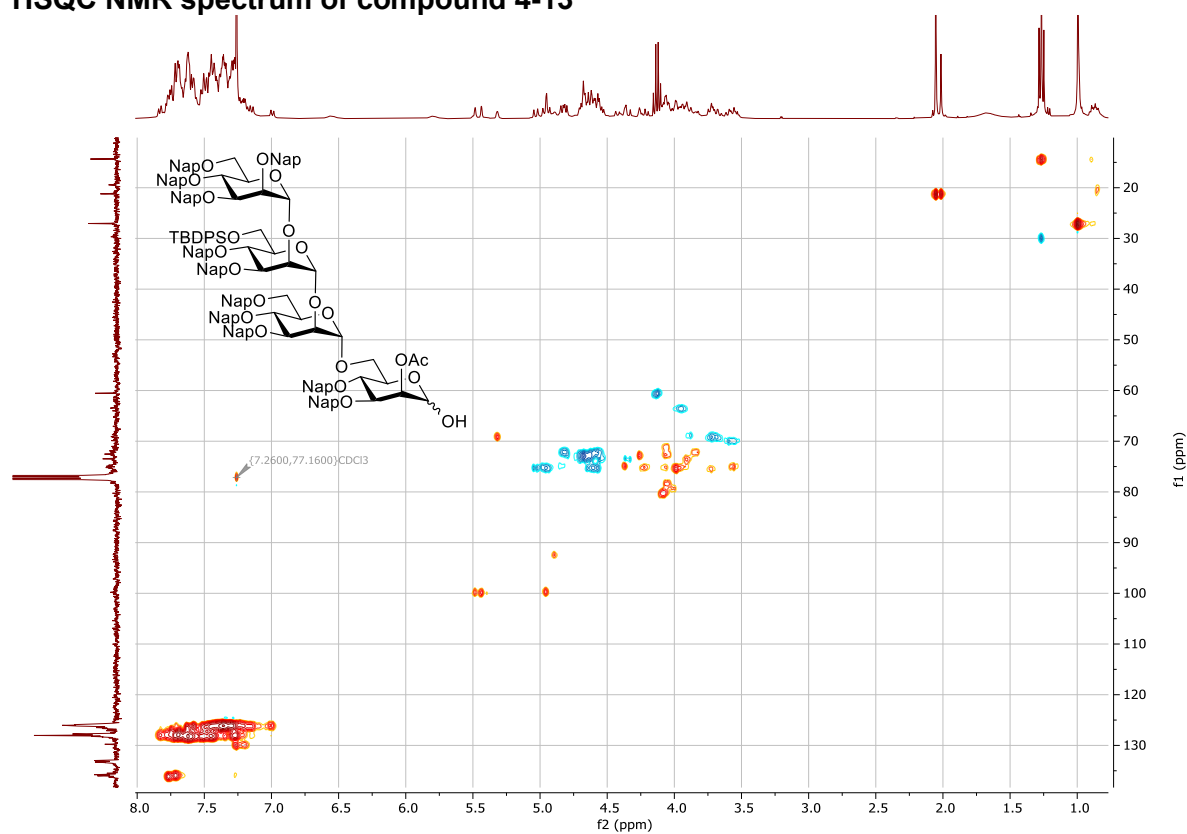 HSQC NMR spectrum of compound 4-13
NapO
ONap
NapO
NapO
O
O
TBDPSO
O
NapO
NapO
O
NapO
O
NapO
NapO
O
OAc
O
NapO
NapO
OH
{7.2600,77.1600}CDCl3
20
30
40
50
60
70
80
90
100
110
120
130
f1 (ppm)
8.0 7.5 7.0 6.5 6.0 5.5 5.0 4.5 4.0 3.5 3.0 2.5 2.0 1.5 1.0
f2 (ppm)